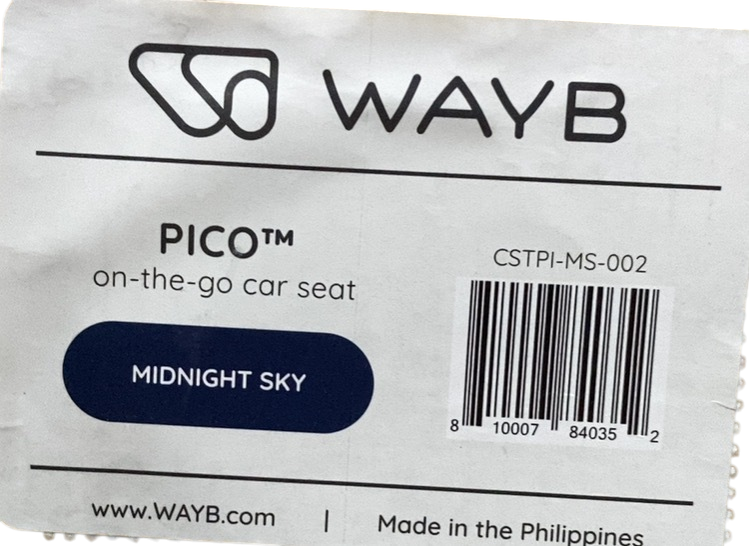 WAYB
PICO™
on-the-go car seat
MIDNIGHT SKY
CSTPI-MS-002
8 10007 84035 2
www.WAYB.com | Made in the Philippines